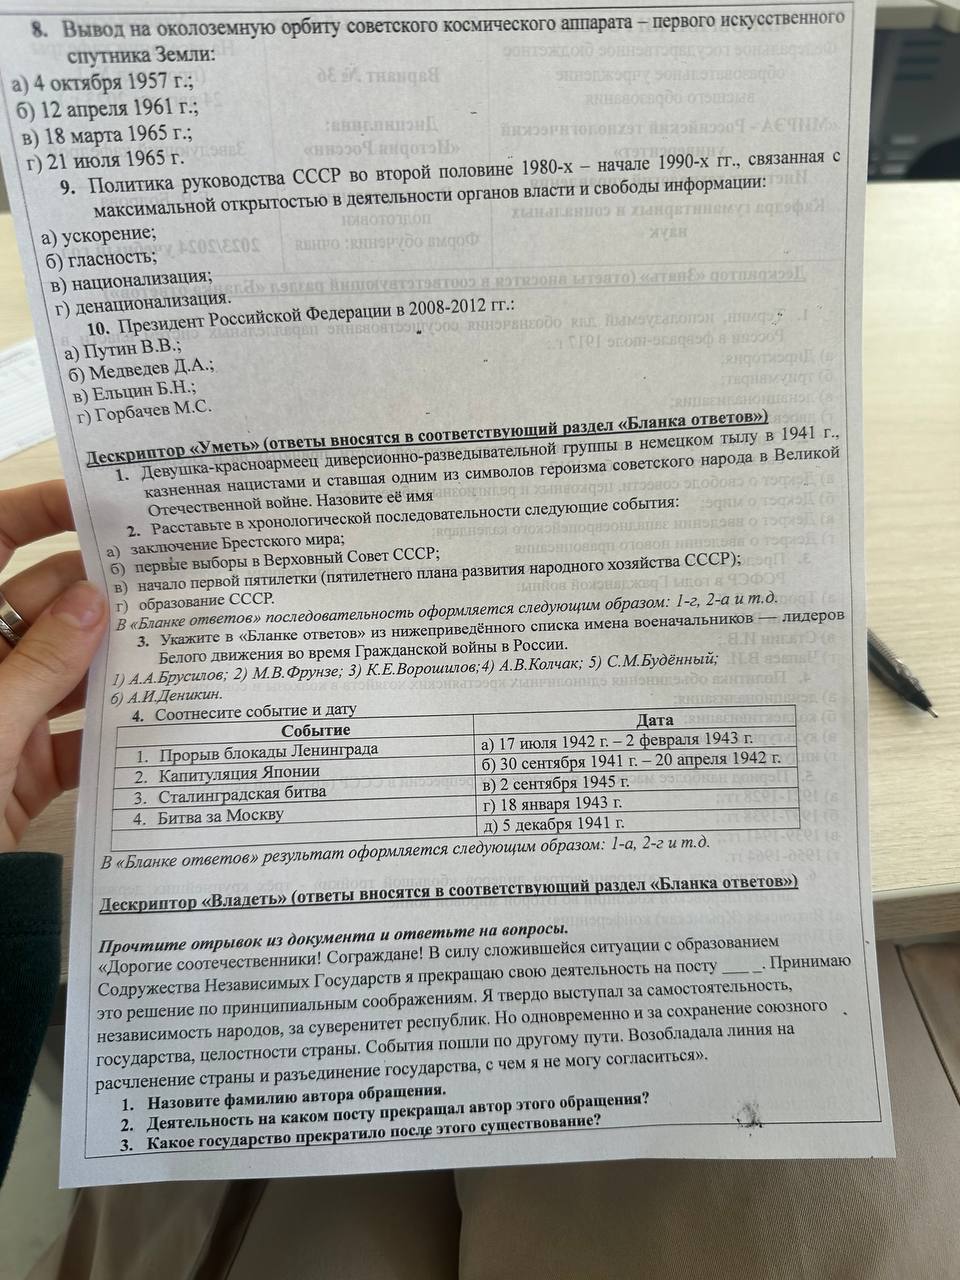 8. Вывод на околоземную орбиту советского космического аппарата – первого искусственного
спутника Земли:
а) 4 октября 1957 г.;
б) 12 апреля 1961 г.;
в) 18 марта 1965 г.;
г) 21 июля 1965 г.
9. Политика руководства СССР во второй половине 1980-х – начале 1990-х гг., связанная с
максимальной открытостью в деятельности органов власти и свободы информации:
а) ускорение;
б) гласность;
в) национализация;
г) денационализация.
10. Президент Российской Федерации в 2008-2012 гг.:
а) Путин В.В.;
б) Медведев Д.А.;
в) Ельцин Б.Н.;
г) Горбачев М.С.
Дескриптор «Уметь» (ответы вносятся в соответствующий раздел «Бланка ответов»)
1. Девушка-красноармеец диверсионно-разведывательной группы в немецком тылу в 1941 г.,
казненная нацистами и ставшая одним из символов героизма советского народа в Великой
Отечественной войне. Назовите её имя
2. Расставьте в хронологической последовательности следующие события:
а) заключение Брестского мира;
б) первые выборы в Верховный Совет СССР;
в) начало первой пятилетки (пятилетнего плана развития народного хозяйства СССР);
г) образование СССР.
В «Бланке ответов» последовательность оформляется следующим образом: 1-г, 2-а и т.д.
3. Укажите в «Бланке ответов» из нижеприведённого списка имена военачальников — лидеров
Белого движения во время Гражданской войны в России.
1) А.А.Брусилов; 2) М.В.Фрунзе; 3) К.Е.Ворошилов;4) А.В.Колчак; 5) С.М.Будённый;
6) А.И.Деникин.
4. Соотнесите событие и дату
Событие Дата
1. Прорыв блокады Ленинграда а) 17 июля 1942 г. – 2 февраля 1943 г.
2. Капитуляция Японии б) 30 сентября 1941 г. – 20 апреля 1942 г.
3. Сталинградская битва в) 2 сентября 1945 г.
4. Битва за Москву г) 18 января 1943 г.
д) 5 декабря 1941 г.
В «Бланке ответов» результат оформляется следующим образом: 1-а, 2-г и т.д.
Дескриптор «Владеть» (ответы вносятся в соответствующий раздел «Бланка ответов»)
Прочтите отрывок из документа и ответьте на вопросы.
«Дорогие соотечественники! Сограждане! В силу сложившейся ситуации с образованием
Содружества Независимых Государств я прекращаю свою деятельность на посту ___ _. Принимаю
это решение по принципиальным соображениям. Я твердо выступал за самостоятельность,
независимость народов, за суверенитет республик. Но одновременно и за сохранение союзного
государства, целостности страны. События пошли по другому пути. Возобладала линия на
расчленение страны и разъединение государства, с чем я не могу согласиться».
1. Назовите фамилию автора обращения.
2. Деятельность на каком посту прекращал автор этого обращения?
3. Какое государство прекратило после этого существование?